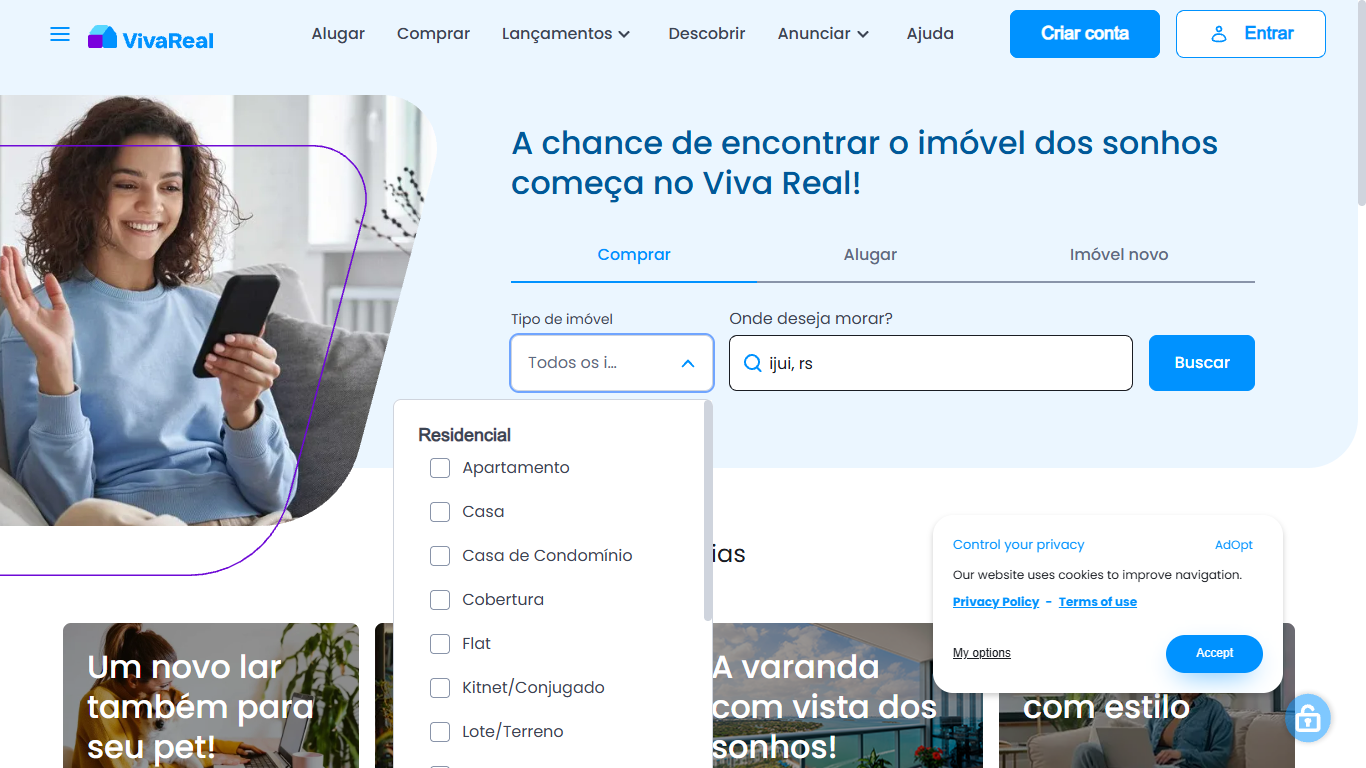 VivaReal
Alugar
Comprar
Lançamentos
Descobrir
Anunciar
Ajuda
Criar conta
Entrar
A chance de encontrar o imóvel dos sonhos
começa no Viva Real!
Comprar
Alugar
Imóvel novo
Tipo de imóvel
Onde deseja morar?
Todos os i...
ijui, rs
Buscar
Residencial
Apartamento
Casa
Casa de Condomínio
Cobertura
Flat
Kitnet/Conjugado
Lote/Terreno
Control your privacy
AdOpt
Our website uses cookies to improve navigation.
Privacy Policy - Terms of use
My options
Accept
Um novo lar
também para
seu pet!
A varanda
com vista dos
sonhos!
com estilo